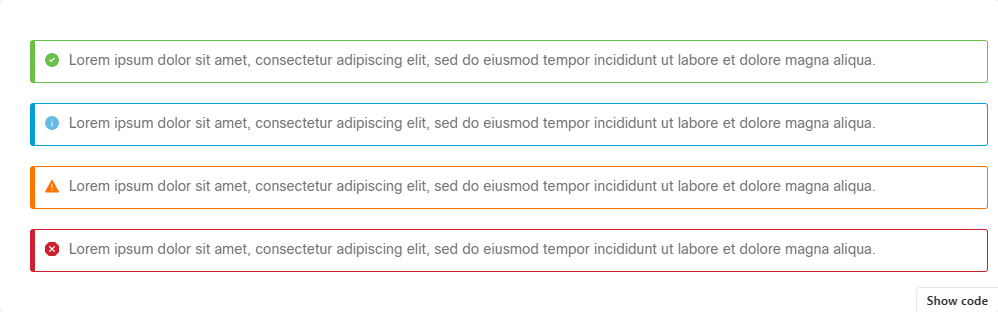 Lorem ipsum dolor sit amet, consectetur adipiscing elit, sed do eiusmod tempor incididunt ut labore et dolore magna aliqua.
Lorem ipsum dolor sit amet, consectetur adipiscing elit, sed do eiusmod tempor incididunt ut labore et dolore magna aliqua.
Lorem ipsum dolor sit amet, consectetur adipiscing elit, sed do eiusmod tempor incididunt ut labore et dolore magna aliqua.
Lorem ipsum dolor sit amet, consectetur adipiscing elit, sed do eiusmod tempor incididunt ut labore et dolore magna aliqua.
Show code